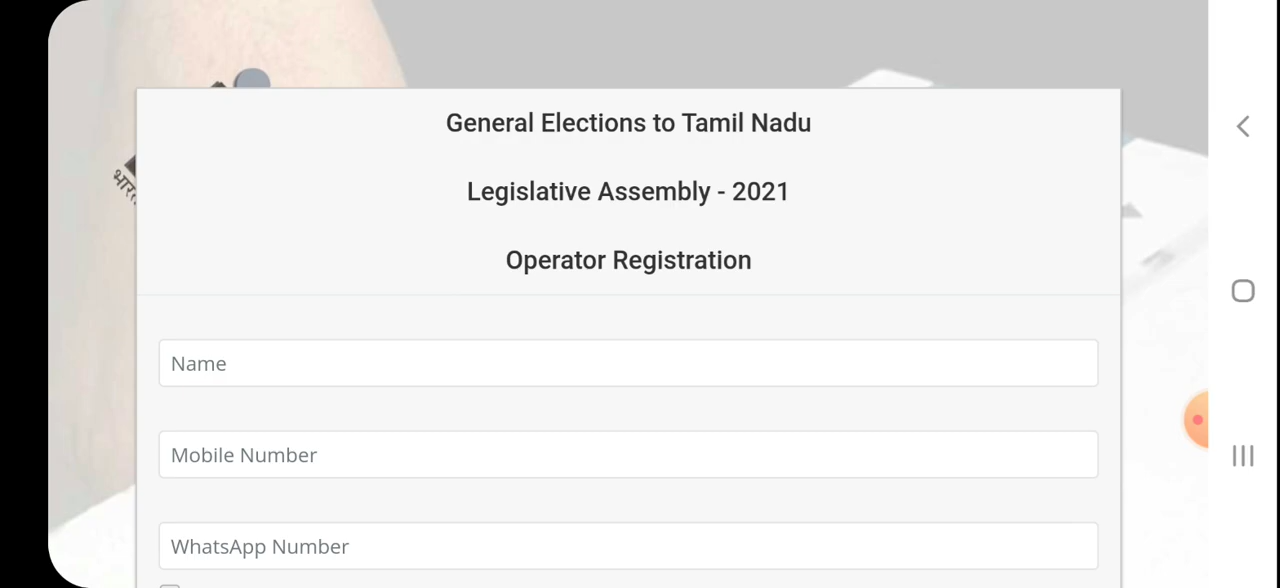 General Elections to Tamil Nadu
Legislative Assembly - 2021
Operator Registration
Name
Mobile Number
WhatsApp Number